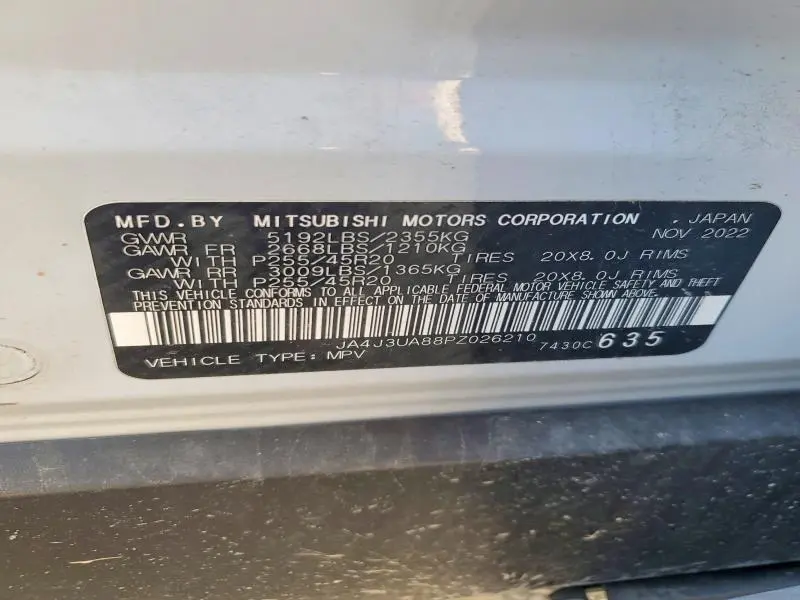 MFD.BY MITSUBISHI MOTORS CORPORATION . JAPAN
GVWR 5192LBS/2355KG NOV 2022
GAWR FR 2668LBS/1210KG
WITH P255/45R20 TIRES 20X8.0J RIMS
GAWR RR 3009LBS/1365KG
WITH P255/45R20 TIRES 20X8.0J RIMS
THIS VEHICLE CONFORMS TO ALL APPLICABLE FEDERAL MOTOR VEHICLE SAFETY AND THEFT
PREVENTION STANDARDS IN EFFECT ON THE DATE OF MANUFACTURE SHOWN ABOVE.
JA4J3UA88PZ026210 7430C 635
VEHICLE TYPE: MPV